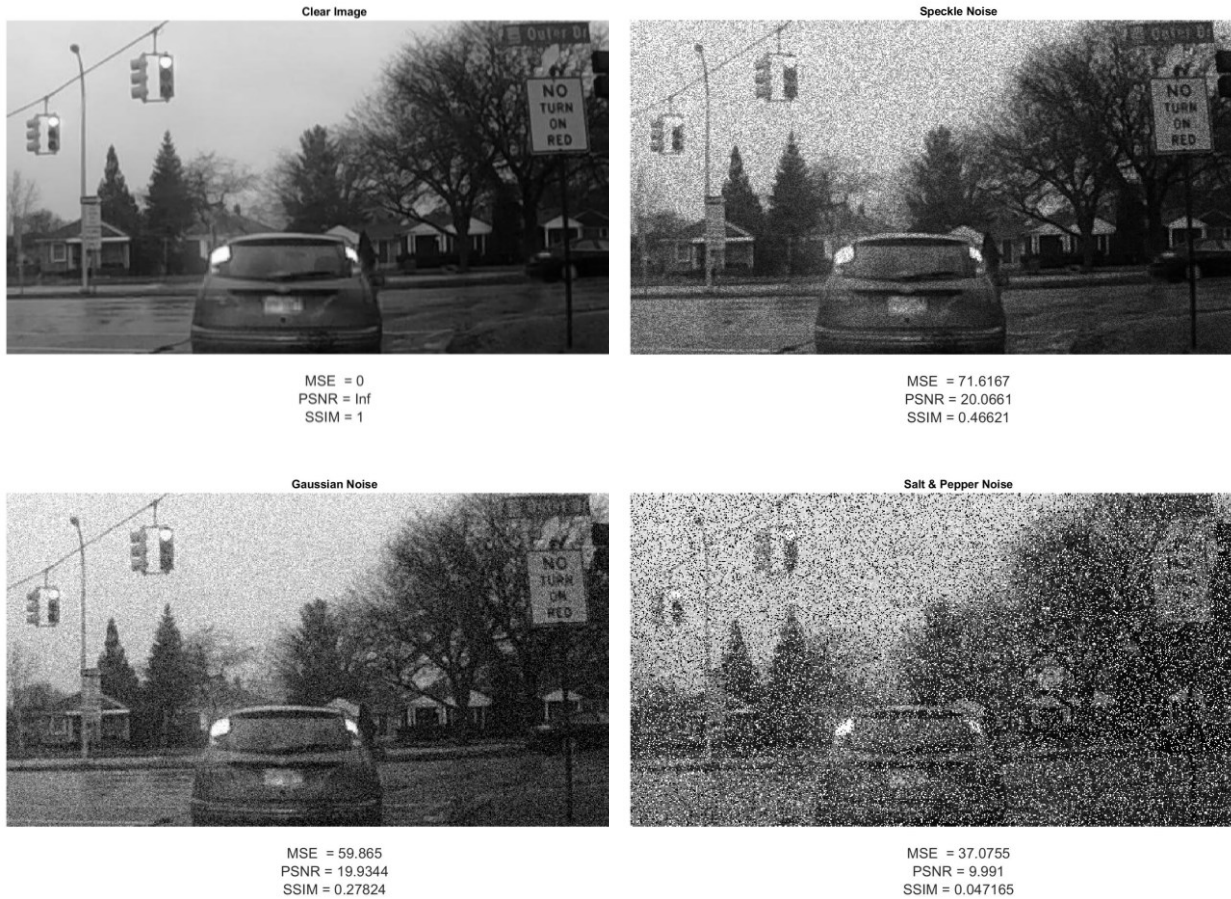 Clear Image
Outer Dr
NO
TURN
ON
RED
MSE = 0
PSNR = Inf
SSIM = 1
Speckle Noise
Outer Dr
NO
TURN
ON
RED
MSE = 71.6167
PSNR = 20.0661
SSIM = 0.46621
Gaussian Noise
NO
TURN
ON
RED
MSE = 59.865
PSNR = 19.9344
SSIM = 0.27824
Salt & Pepper Noise
MSE = 37.0755
PSNR = 9.991
SSIM = 0.047165